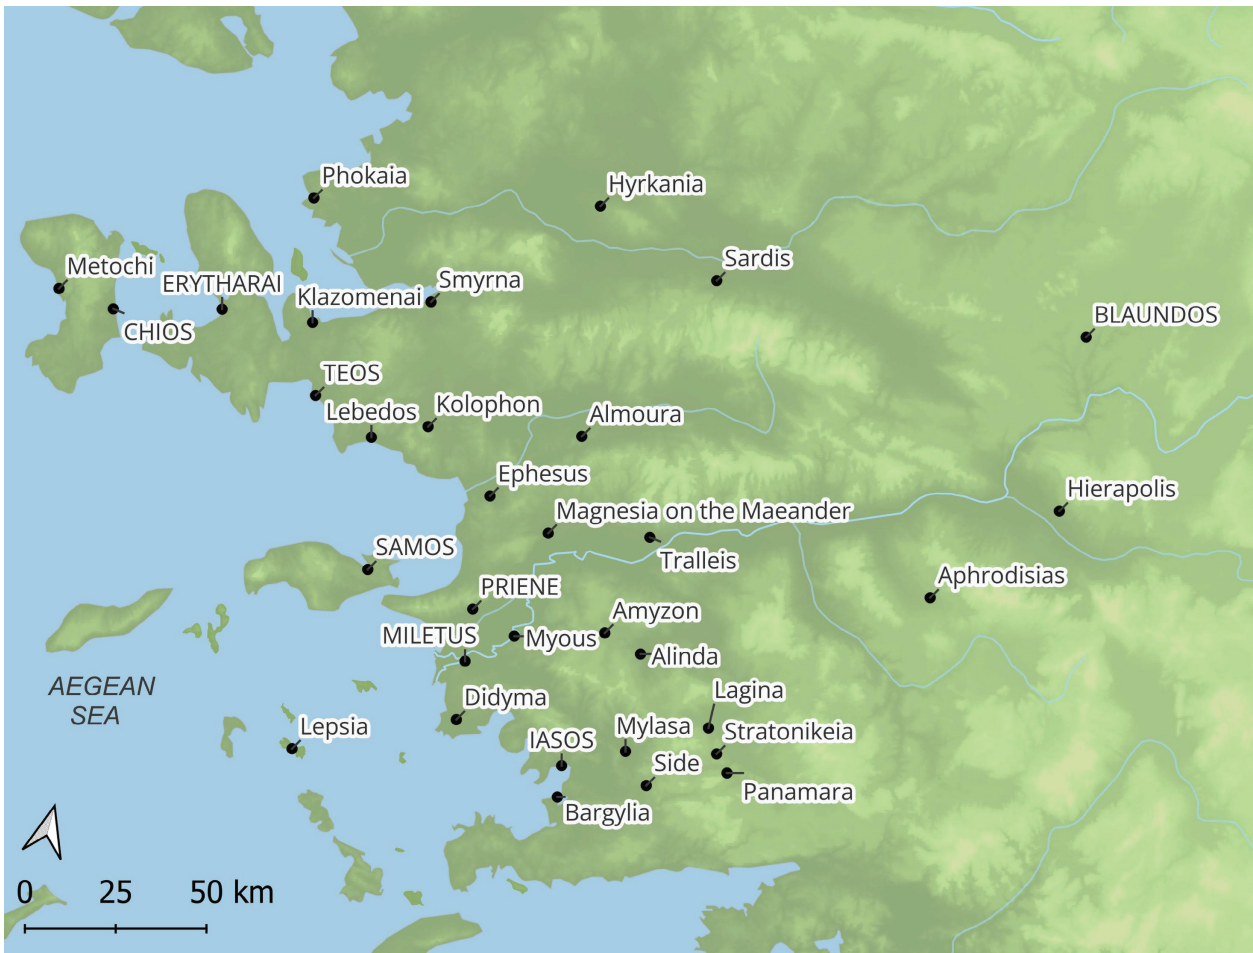 Phokaia
Hyrkania
Sardis
Metochi
ERYTHARAI
Smyrna
Klazomenai
CHIOS
BLAUNDOS
TEOS
Lebedos
Kolophon
Almoura
Ephesus
Hierapolis
Magnesia on the Maeander
SAMOS
Tralleis
Aphrodisias
PRIENE
Amyzon
MILETUS
Myous
Alinda
AEGEAN
SEA
Didyma
Lagina
Lepsia
IASOS
Mylasa
Stratonikeia
Side
Panamara
Bargylia
0 25 50 km